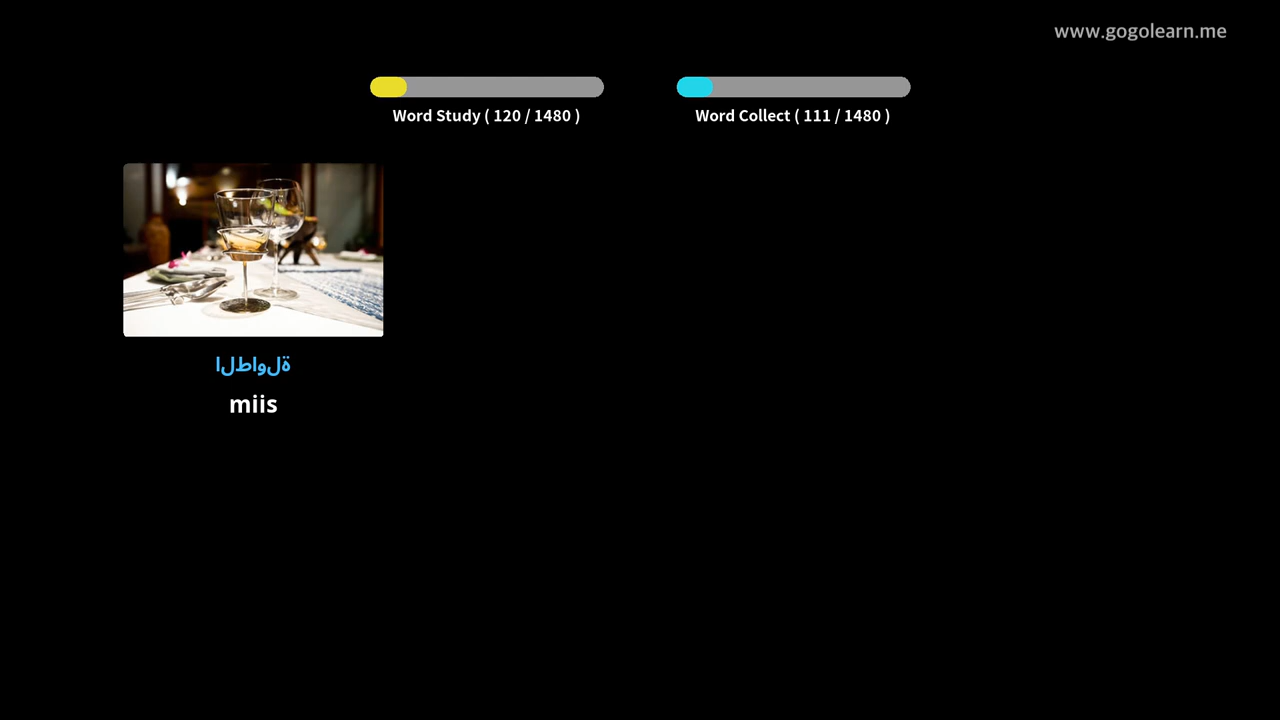 www.gogolearn.me
Word Study ( 120 / 1480 )
Word Collect ( 111 / 1480 )
الطاولة
miis